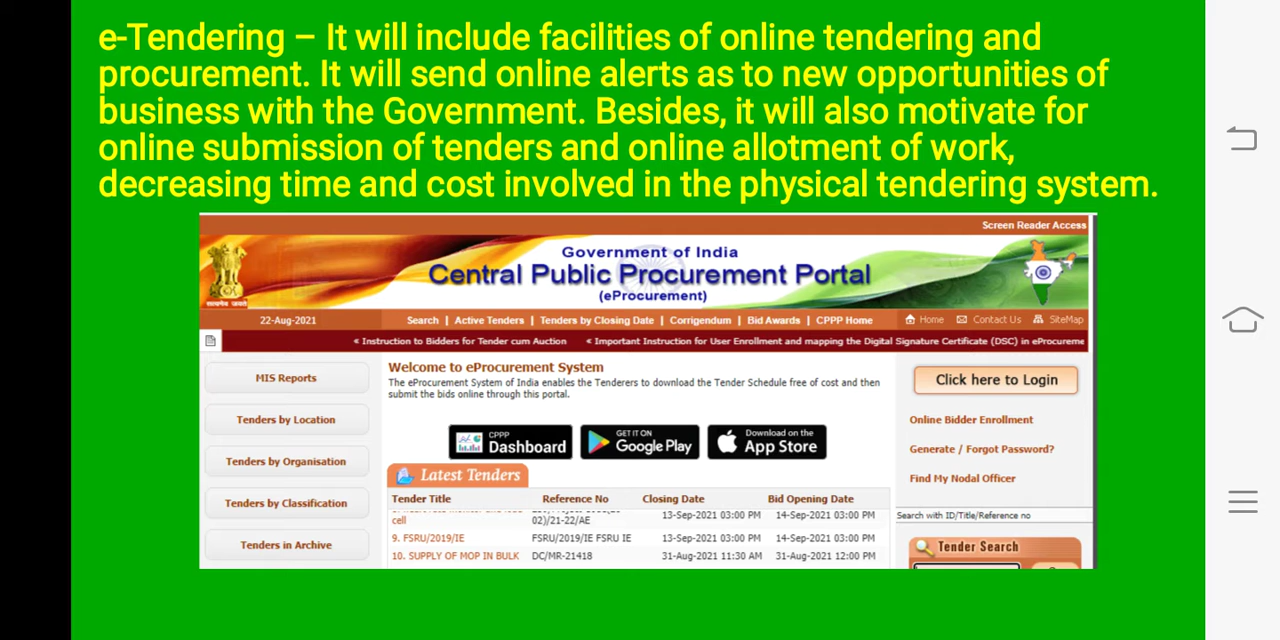 e-Tendering – It will include facilities of online tendering and
procurement. It will send online alerts as to new opportunities of
business with the Government. Besides, it will also motivate for
online submission of tenders and online allotment of work,
decreasing time and cost involved in the physical tendering system.
Screen Reader Access
Government of India
Central Public Procurement Portal
(eProcurement)
सत्यमेव जयते
22-Aug-2021
Search | Active Tenders | Tenders by Closing Date | Corrigendum | Bid Awards | CPPP Home
Home Contact Us SiteMap
« Instruction to Bidders for Tender cum Auction « Important Instruction for User Enrollment and mapping the Digital Signature Certificate (DSC) in eProcureme
MIS Reports
Tenders by Location
Tenders by Organisation
Tenders by Classification
Tenders in Archive
Welcome to eProcurement System
The eProcurement System of India enables the Tenderers to download the Tender Schedule free of cost and then
submit the bids online through this portal.
CPPP
Dashboard
GET IT ON
Google Play
Download on the
App Store
Latest Tenders
Tender Title Reference No Closing Date Bid Opening Date
cell 02)/21-22/AE 13-Sep-2021 03:00 PM 14-Sep-2021 03:00 PM
9. FSRU/2019/IE FSRU/2019/IE FSRU IE 13-Sep-2021 03:00 PM 14-Sep-2021 03:00 PM
10. SUPPLY OF MOP IN BULK DC/MR-21418 31-Aug-2021 11:30 AM 31-Aug-2021 12:00 PM
Click here to Login
Online Bidder Enrollment
Generate / Forgot Password?
Find My Nodal Officer
Search with ID/Title/Reference no
Tender Search